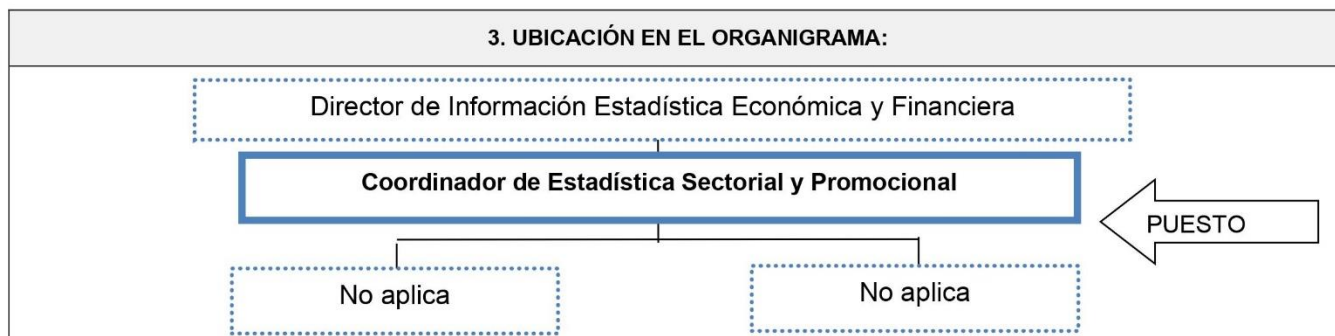 3. UBICACIÓN EN EL ORGANIGRAMA:
Director de Información Estadística Económica y Financiera
Coordinador de Estadística Sectorial y Promocional
PUESTO
No aplica
No aplica